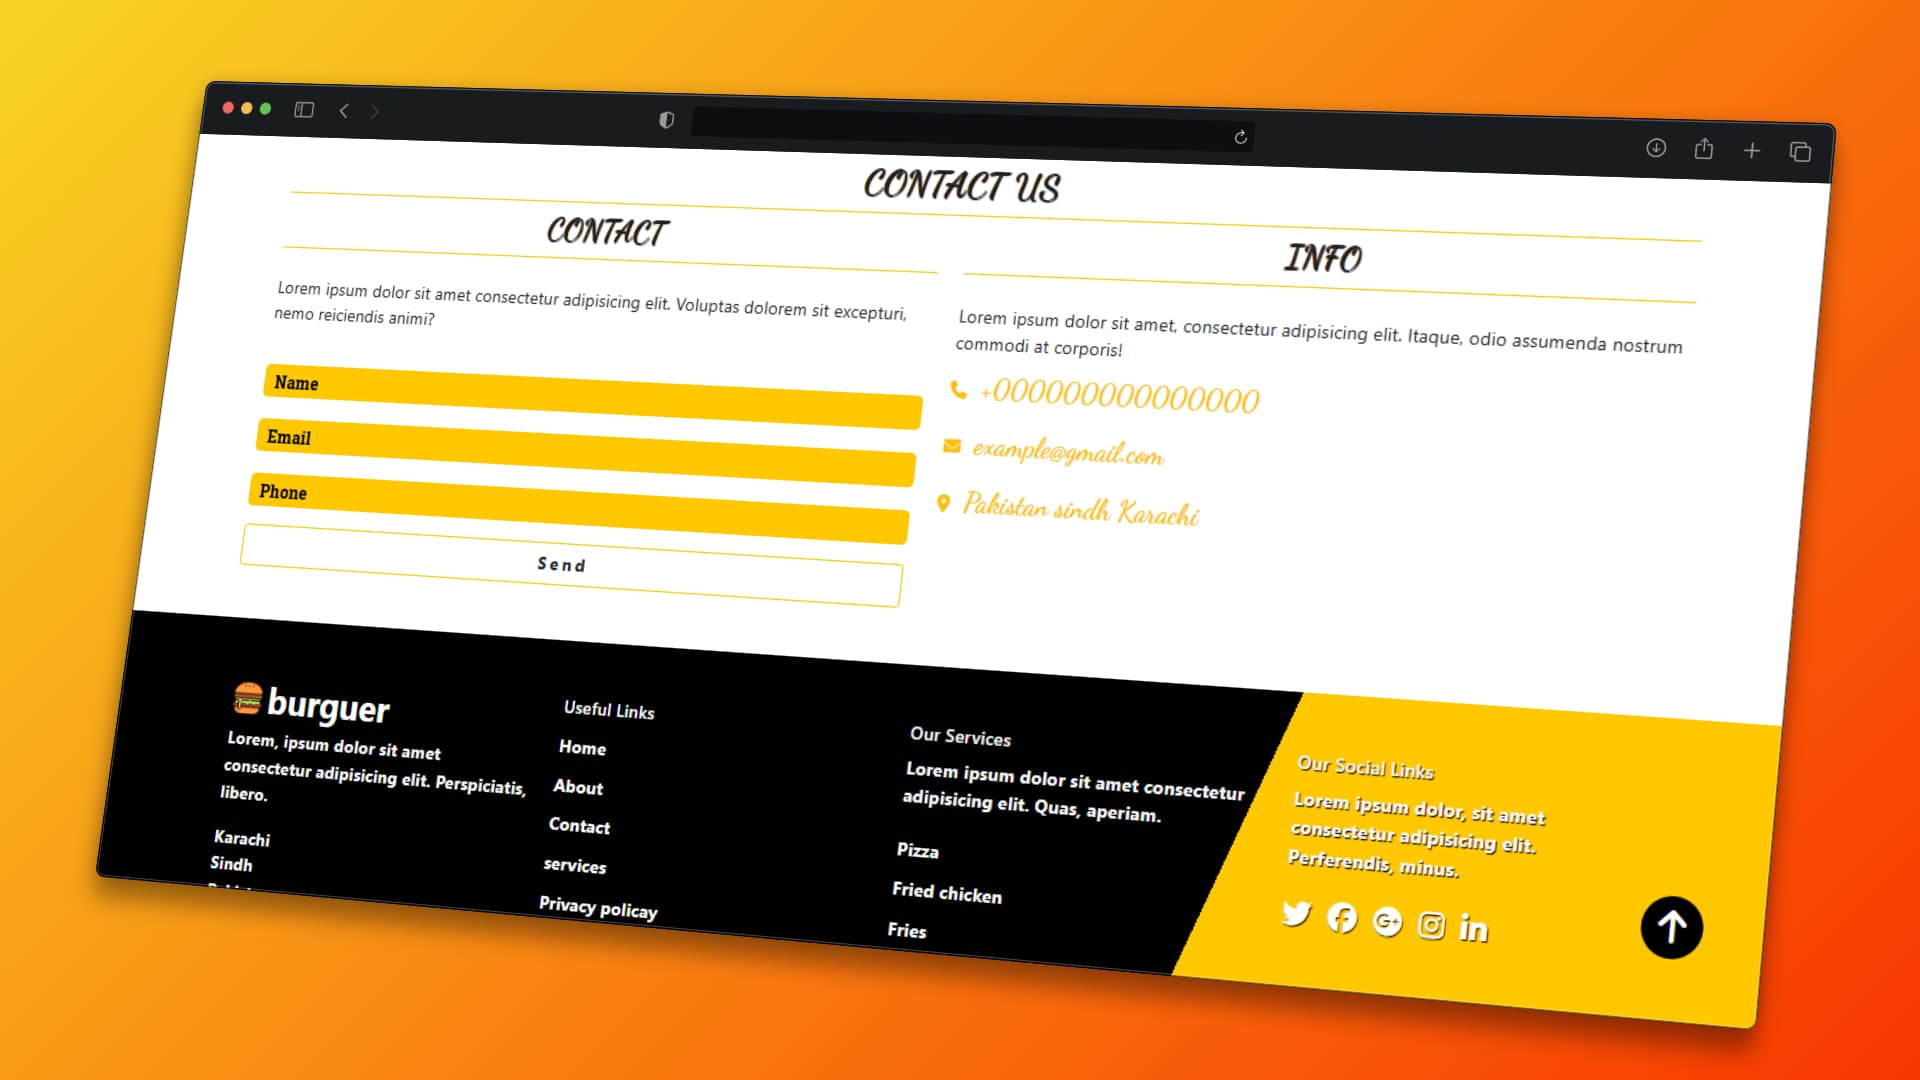 CONTACT US
CONTACT
Lorem ipsum dolor sit amet consectetur adipisicing elit. Voluptas dolorem sit excepturi,
nemo reiciendis animi?
Name
Email
Phone
Send
INFO
Lorem ipsum dolor sit amet, consectetur adipisicing elit. Itaque, odio assumenda nostrum
commodi at corporis!
+000000000000000
example@gmail.com
Pakistan sindh Karachi
burguer
Lorem, ipsum dolor sit amet
consectetur adipisicing elit. Perspiciatis,
libero.
Karachi
Sindh
Useful Links
Home
About
Contact
services
Privacy policay
Our Services
Lorem ipsum dolor sit amet consectetur
adipisicing elit. Quas, aperiam.
Pizza
Fried chicken
Fries
Our Social Links
Lorem ipsum dolor, sit amet
consectetur adipisicing elit.
Perferendis, minus.